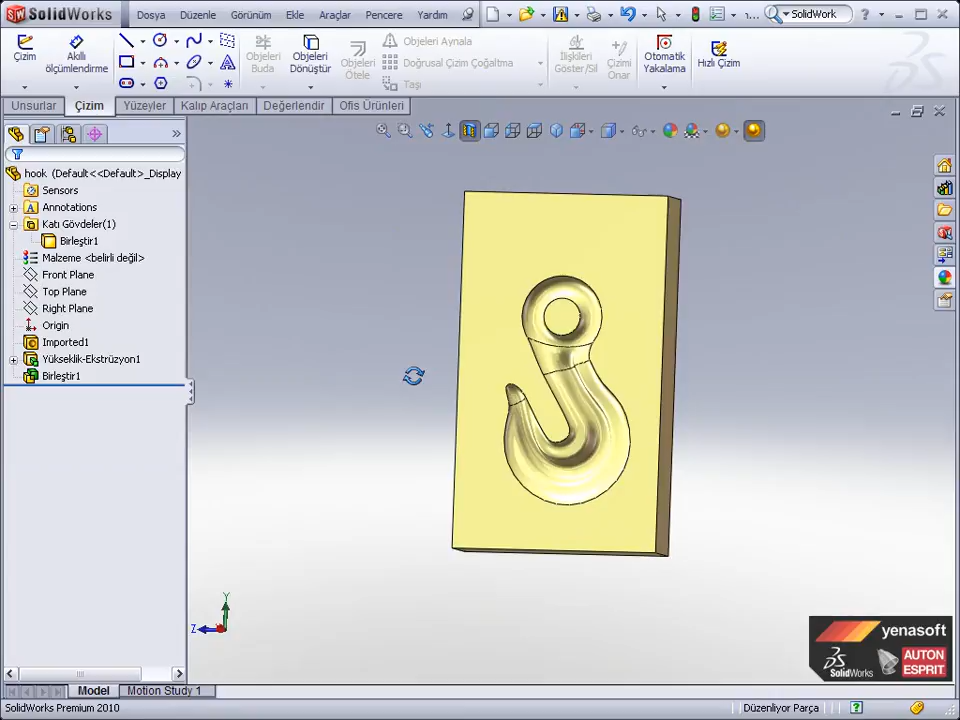 SolidWorks
Dosya Düzenle Görünüm Ekle Araçlar Pencere Yardım ... SolidWork
Çizim
Akıllı ölçümlendirme
Objeleri Buda
Objeleri Dönüştür
Objeleri Ötele
Objeleri Aynala
Doğrusal Çizim Çoğaltma
Taşı
İlişkileri Göster/Sil
Çizimi Onar
Otomatik Yakalama
Hızlı Çizim
Unsurlar Çizim Yüzeyler Kalıp Araçları Değerlendir Ofis Ürünleri
hook (Default<<Default>_Display
Sensors
Annotations
Katı Gövdeler(1)
Birleştir1
Malzeme <belirli değil>
Front Plane
Top Plane
Right Plane
Origin
Imported1
Yükseklik-Ekstrüzyon1
Birleştir1
Y
Z
yenasoft
SolidWorks
AUTON
ESPRIT
Model Motion Study 1
SolidWorks Premium 2010
Düzenliyor Parça